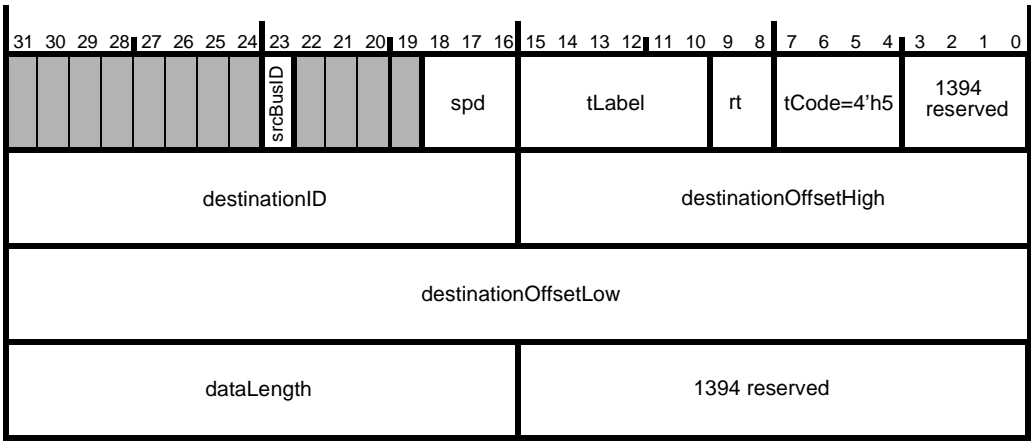 31 30 29 28 27 26 25 24 23 22 21 20 19 18 17 16 15 14 13 12 11 10 9 8 7 6 5 4 3 2 1 0
srcBusID
spd
tLabel
rt
tCode=4'h5
1394
reserved
destinationID
destinationOffsetHigh
destinationOffsetLow
dataLength
1394 reserved